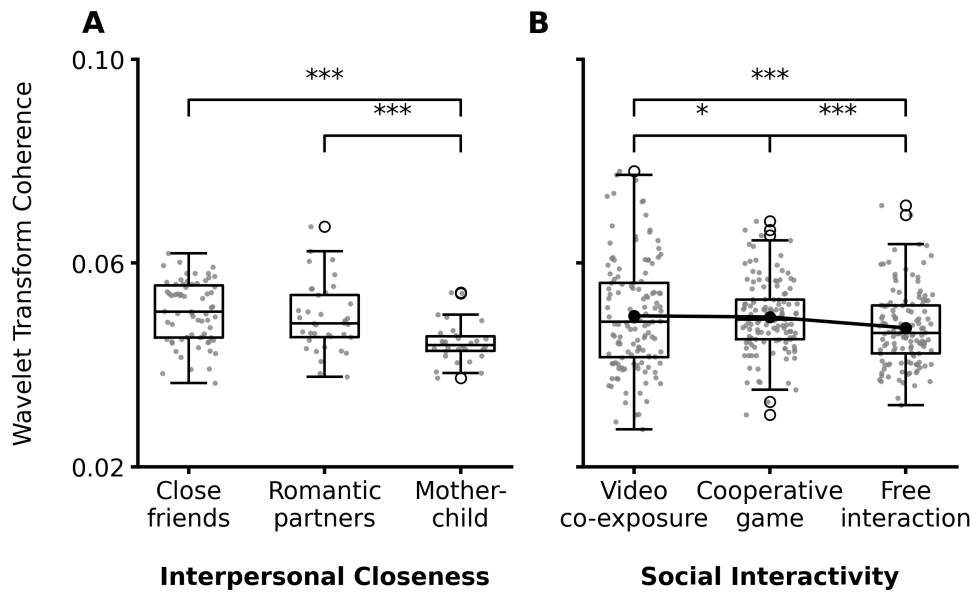 A
B
0.10
0.06
0.02
Wavelet Transform Coherence
***
***
***
*
***
Close
friends
Romantic
partners
Mother-
child
Interpersonal Closeness
Video
co-exposure
Cooperative
game
Free
interaction
Social Interactivity